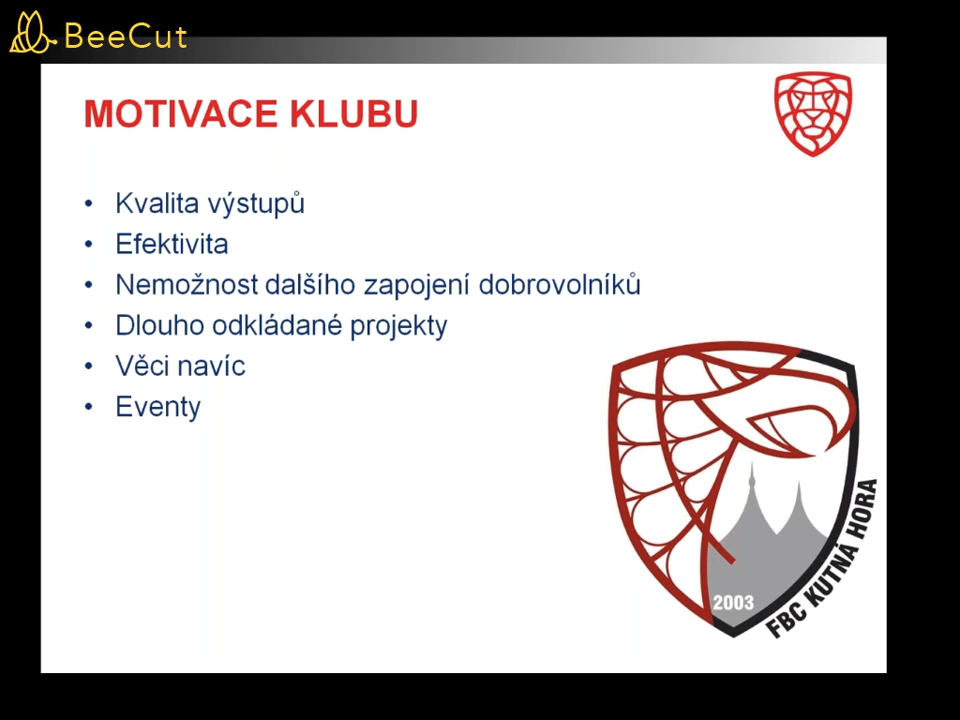 BeeCut
MOTIVACE KLUBU
• Kvalita výstupů
• Efektivita
• Nemožnost dalšího zapojení dobrovolníků
• Dlouho odkládané projekty
• Věci navíc
• Eventy
2003
FBC KUTNÁ HORA